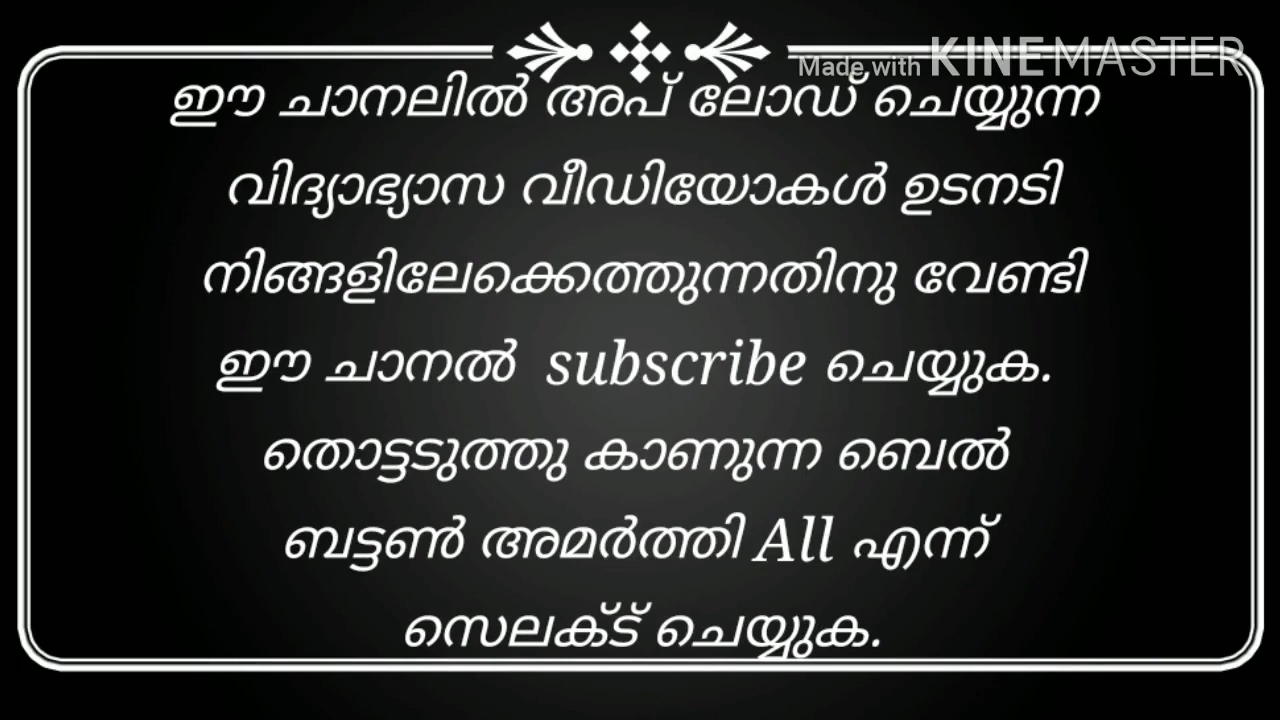 Made with KINEMASTER
ഈ ചാനലിൽ അപ് ലോഡ് ചെയ്യുന്ന
വിദ്യാഭ്യാസ വീഡിയോകൾ ഉടനടി
നിങ്ങളിലേക്കെത്തുന്നതിനു വേണ്ടി
ഈ ചാനൽ subscribe ചെയ്യുക.
തൊട്ടടുത്തു കാണുന്ന ബെൽ
ബട്ടൺ അമർത്തി All എന്ന്
സെലക്ട് ചെയ്യുക.